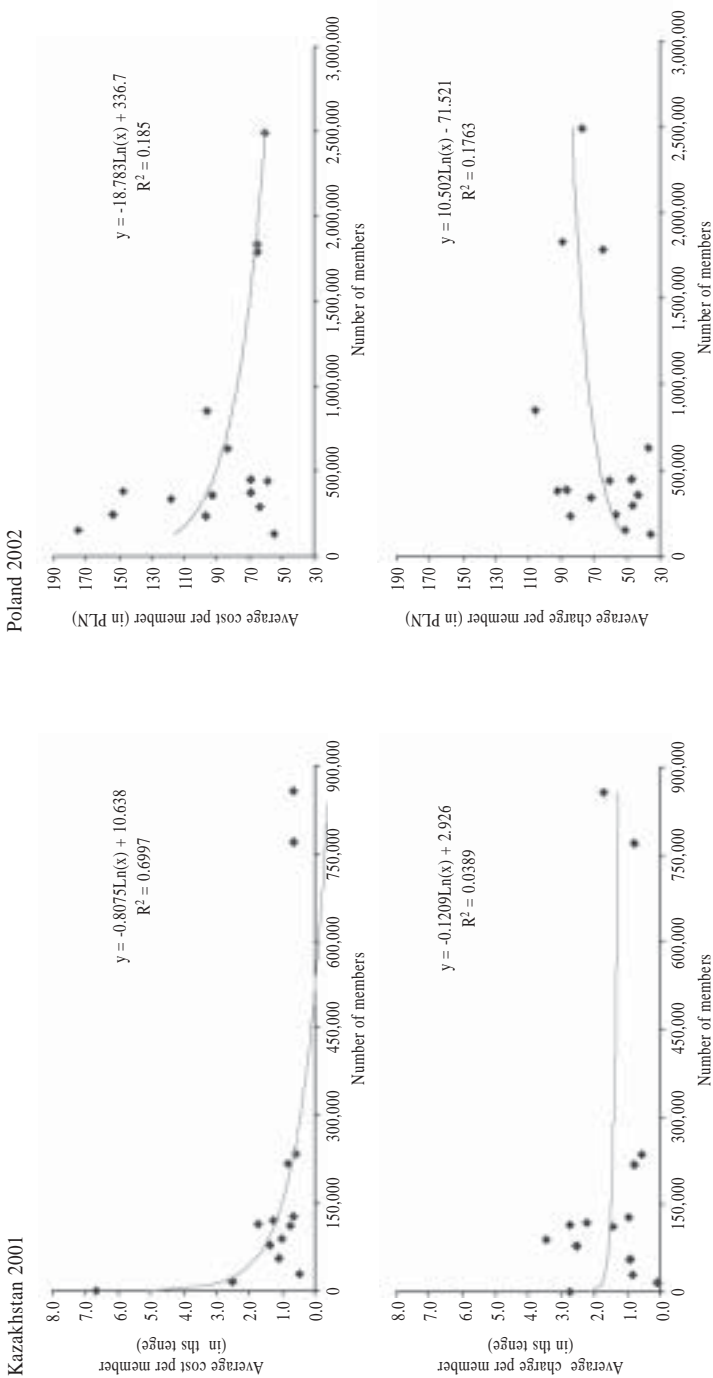 Kazakhstan 2001
Average cost per member
(in ths tenge)
8.0
7.0
6.0
5.0
4.0
3.0
2.0
1.0
0.0
y = -0.8075Ln(x) + 10.638
R² = 0.6997
0 150,000 300,000 450,000 600,000 750,000 900,000
Number of members
Average charge per member
(in ths tenge)
8.0
7.0
6.0
5.0
4.0
3.0
2.0
1.0
0.0
y = -0.1209Ln(x) + 2.926
R² = 0.0389
0 150,000 300,000 450,000 600,000 750,000 900,000
Number of members
Poland 2002
Average cost per member (in PLN)
190
170
150
130
110
90
70
50
30
y = -18.783Ln(x) + 336.7
R² = 0.185
0 500,000 1,000,000 1,500,000 2,000,000 2,500,000 3,000,000
Number of members
Average charge per member (in PLN)
190
170
150
130
110
90
70
50
30
y = 10.502Ln(x) - 71.521
R² = 0.1763
0 500,000 1,000,000 1,500,000 2,000,000 2,500,000 3,000,000
Number of members